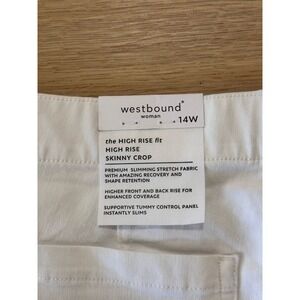 westbound®
woman
14W
the HIGH RISE fit
HIGH RISE
SKINNY CROP
PREMIUM SLIMMING STRETCH FABRIC
WITH AMAZING RECOVERY AND
SHAPE RETENTION
HIGHER FRONT AND BACK RISE FOR
ENHANCED COVERAGE
SUPPORTIVE TUMMY CONTROL PANEL
INSTANTLY SLIMS